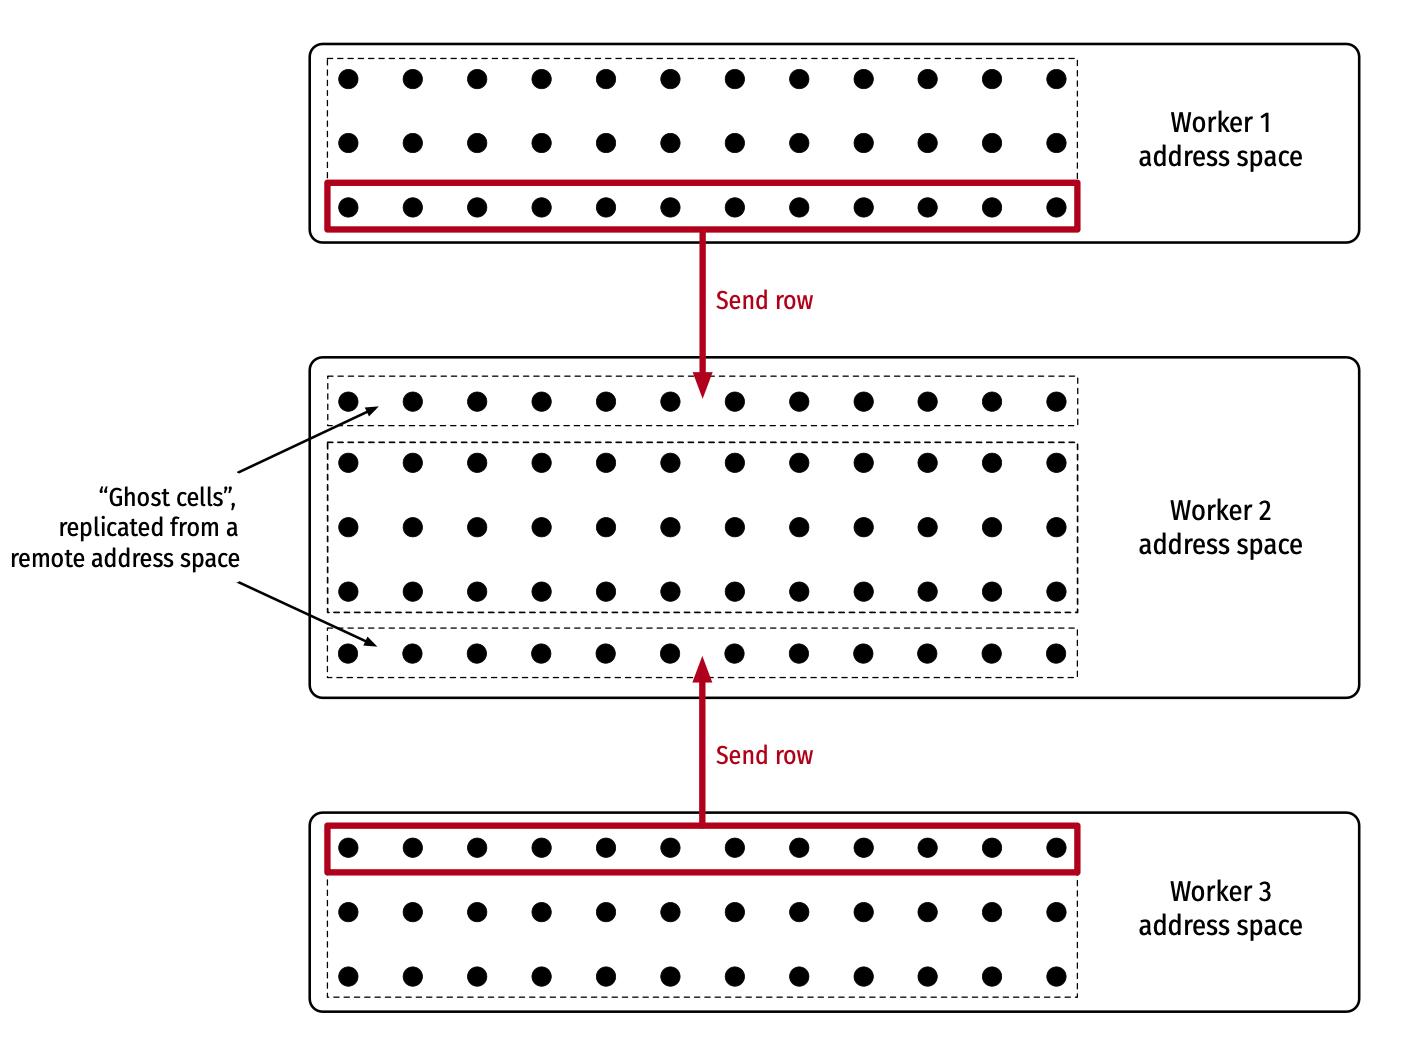 Worker 1
address space
Send row
“Ghost cells”,
replicated from a
remote address space
Worker 2
address space
Send row
Worker 3
address space